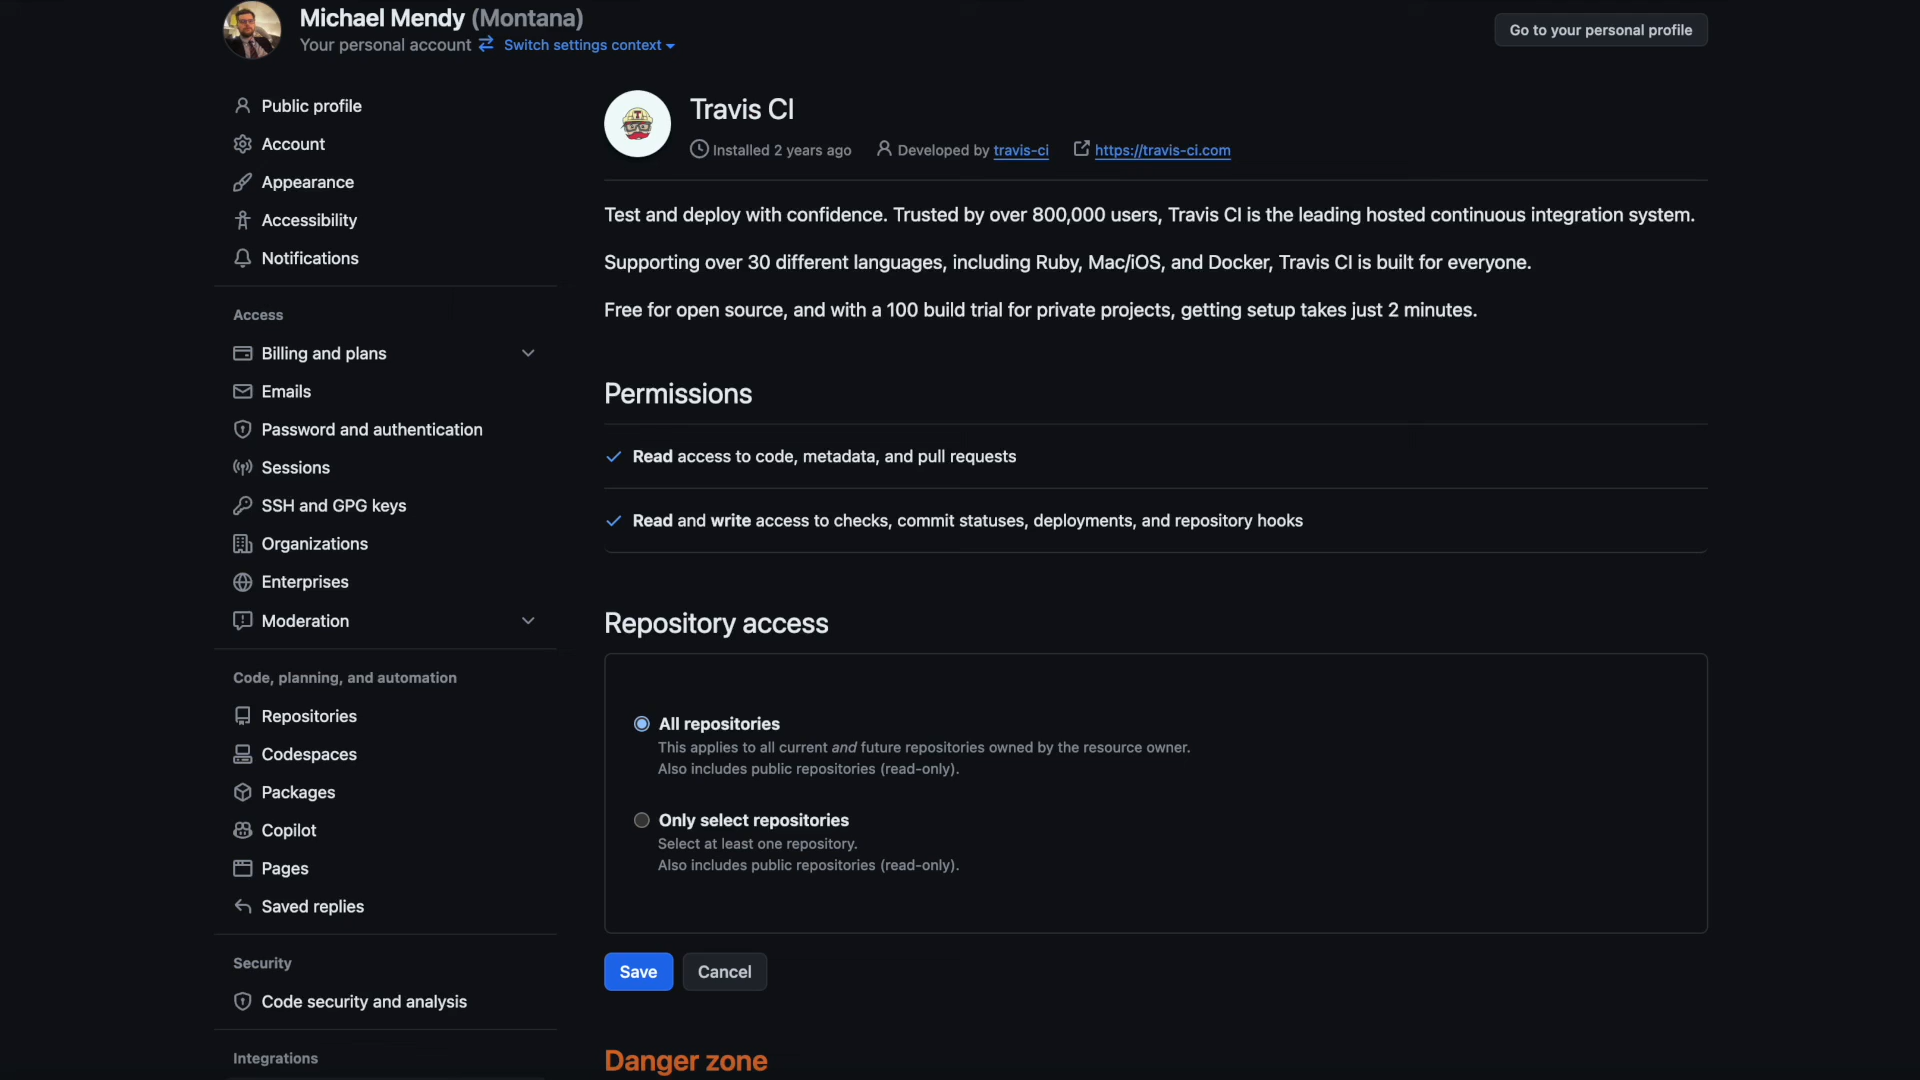 Michael Mendy (Montana)
Your personal account Switch settings context
Go to your personal profile
Public profile
Account
Appearance
Accessibility
Notifications
Access
Billing and plans
Emails
Password and authentication
Sessions
SSH and GPG keys
Organizations
Enterprises
Moderation
Code, planning, and automation
Repositories
Codespaces
Packages
Copilot
Pages
Saved replies
Security
Code security and analysis
Integrations
Travis CI
Installed 2 years ago Developed by travis-ci https://travis-ci.com
Test and deploy with confidence. Trusted by over 800,000 users, Travis CI is the leading hosted continuous integration system.
Supporting over 30 different languages, including Ruby, Mac/iOS, and Docker, Travis CI is built for everyone.
Free for open source, and with a 100 build trial for private projects, getting setup takes just 2 minutes.
Permissions
Read access to code, metadata, and pull requests
Read and write access to checks, commit statuses, deployments, and repository hooks
Repository access
All repositories
This applies to all current and future repositories owned by the resource owner.
Also includes public repositories (read-only).
Only select repositories
Select at least one repository.
Also includes public repositories (read-only).
Save Cancel
Danger zone